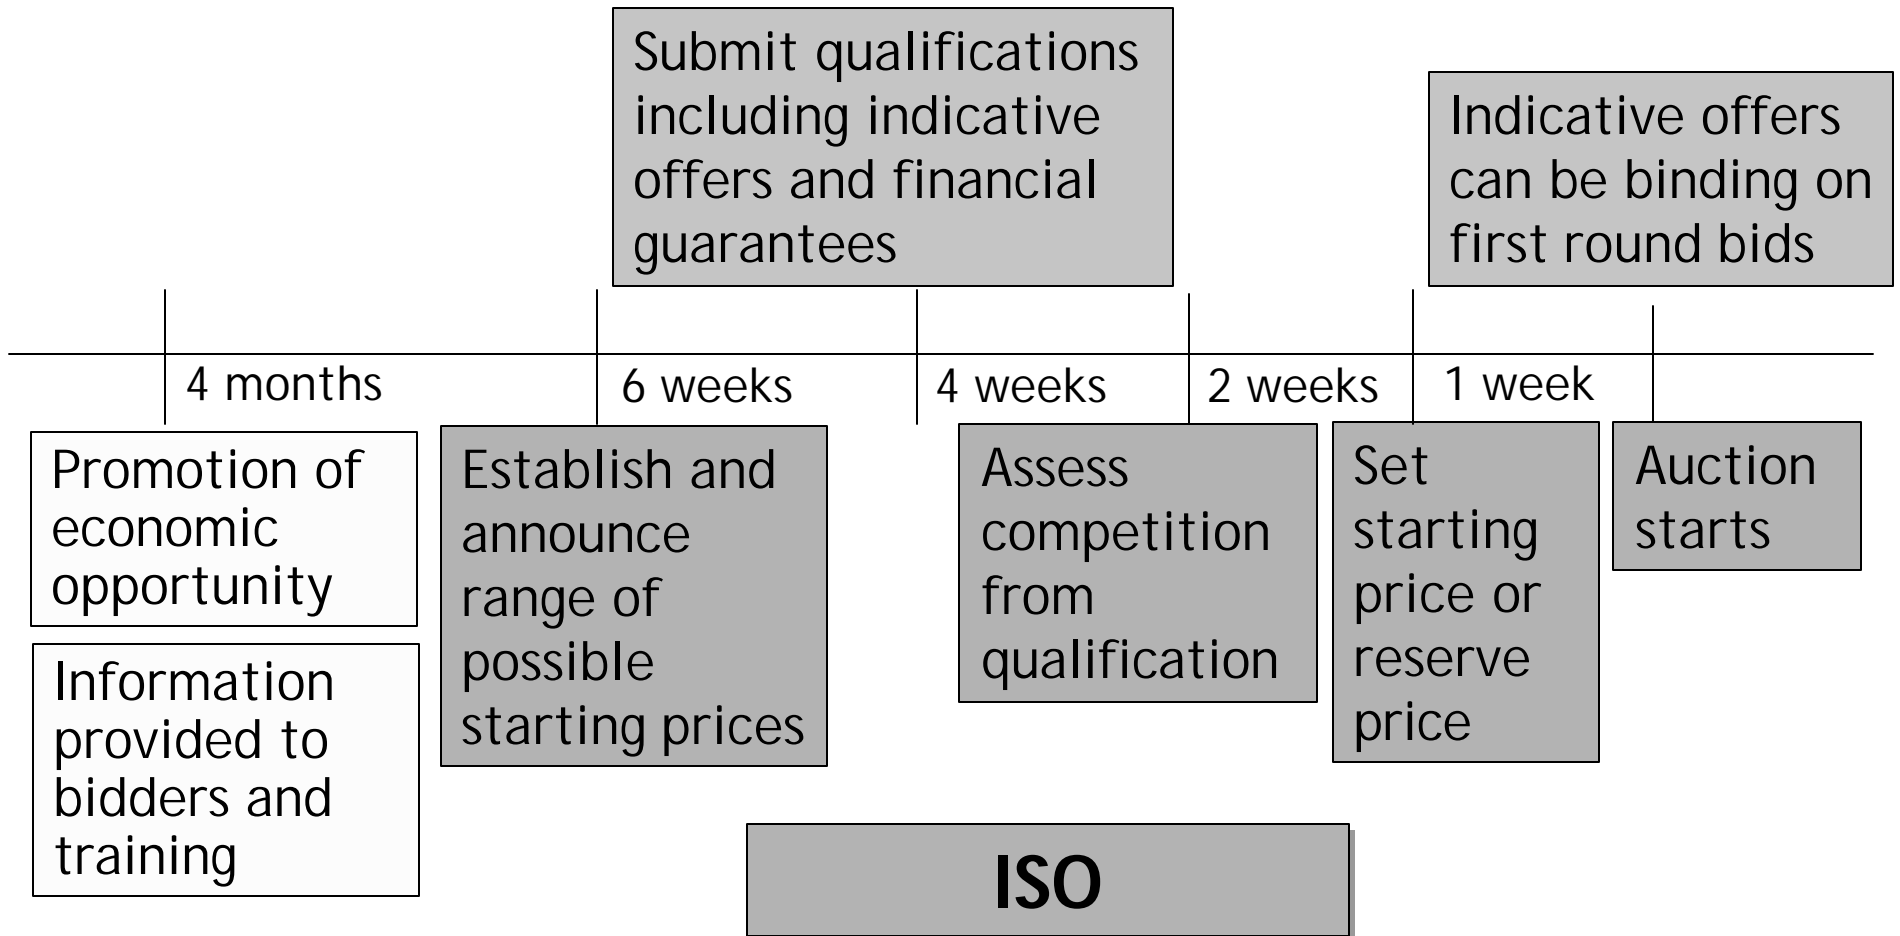 Submit qualifications
including indicative
offers and financial
guarantees
Indicative offers
can be binding on
first round bids
4 months
6 weeks
4 weeks
2 weeks
1 week
Promotion of
economic
opportunity
Information
provided to
bidders and
training
Establish and
announce
range of
possible
starting prices
Assess
competition
from
qualification
Set
starting
price or
reserve
price
Auction
starts
ISO